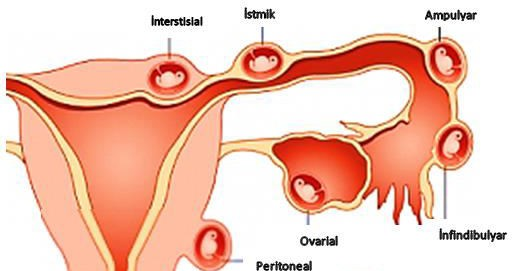 İnterstisial
İstmik
Ampulyar
İnfindibulyar
Ovarial
Peritoneal